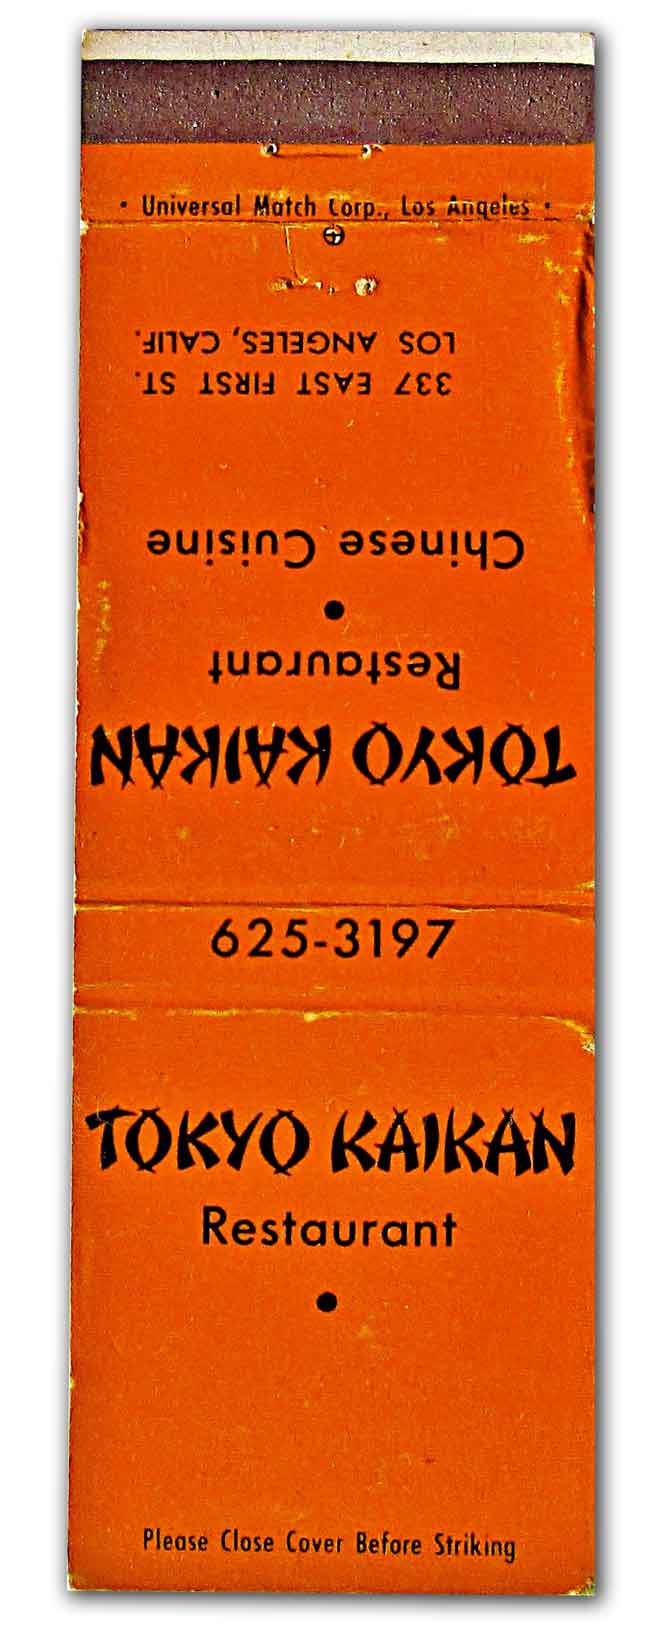 • Universal Match Corp., Los Angeles •
TOKYO KAIKAN
Restaurant
•
Chinese Cuisine
337 EAST FIRST ST.
LOS ANGELES, CALIF.
625-3197
TOKYO KAIKAN
Restaurant
•
Please Close Cover Before Striking